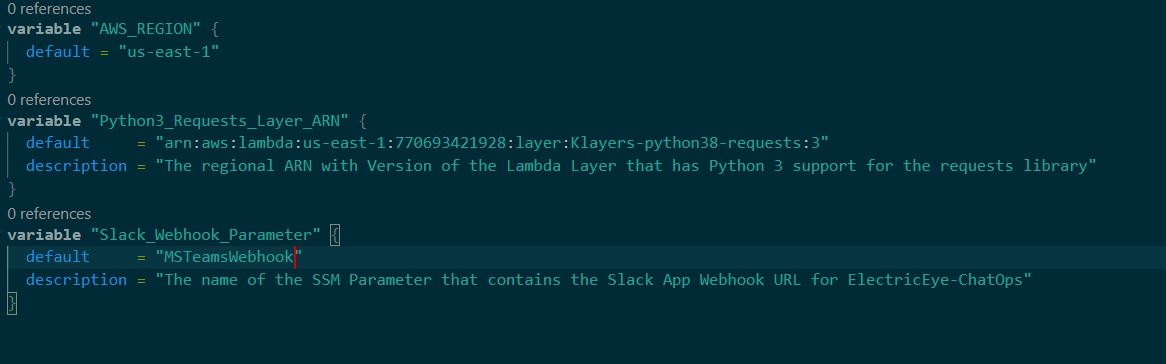 0 references
variable "AWS_REGION" {
  default = "us-east-1"
}
0 references
variable "Python3_Requests_Layer_ARN" {
  default     = "arn:aws:lambda:us-east-1:770693421928:layer:Klayers-python38-requests:3"
  description = "The regional ARN with Version of the Lambda Layer that has Python 3 support for the requests library"
}
0 references
variable "Slack_Webhook_Parameter" {
  default     = "MSTeamsWebhook"
  description = "The name of the SSM Parameter that contains the Slack App Webhook URL for ElectricEye-ChatOps"
}